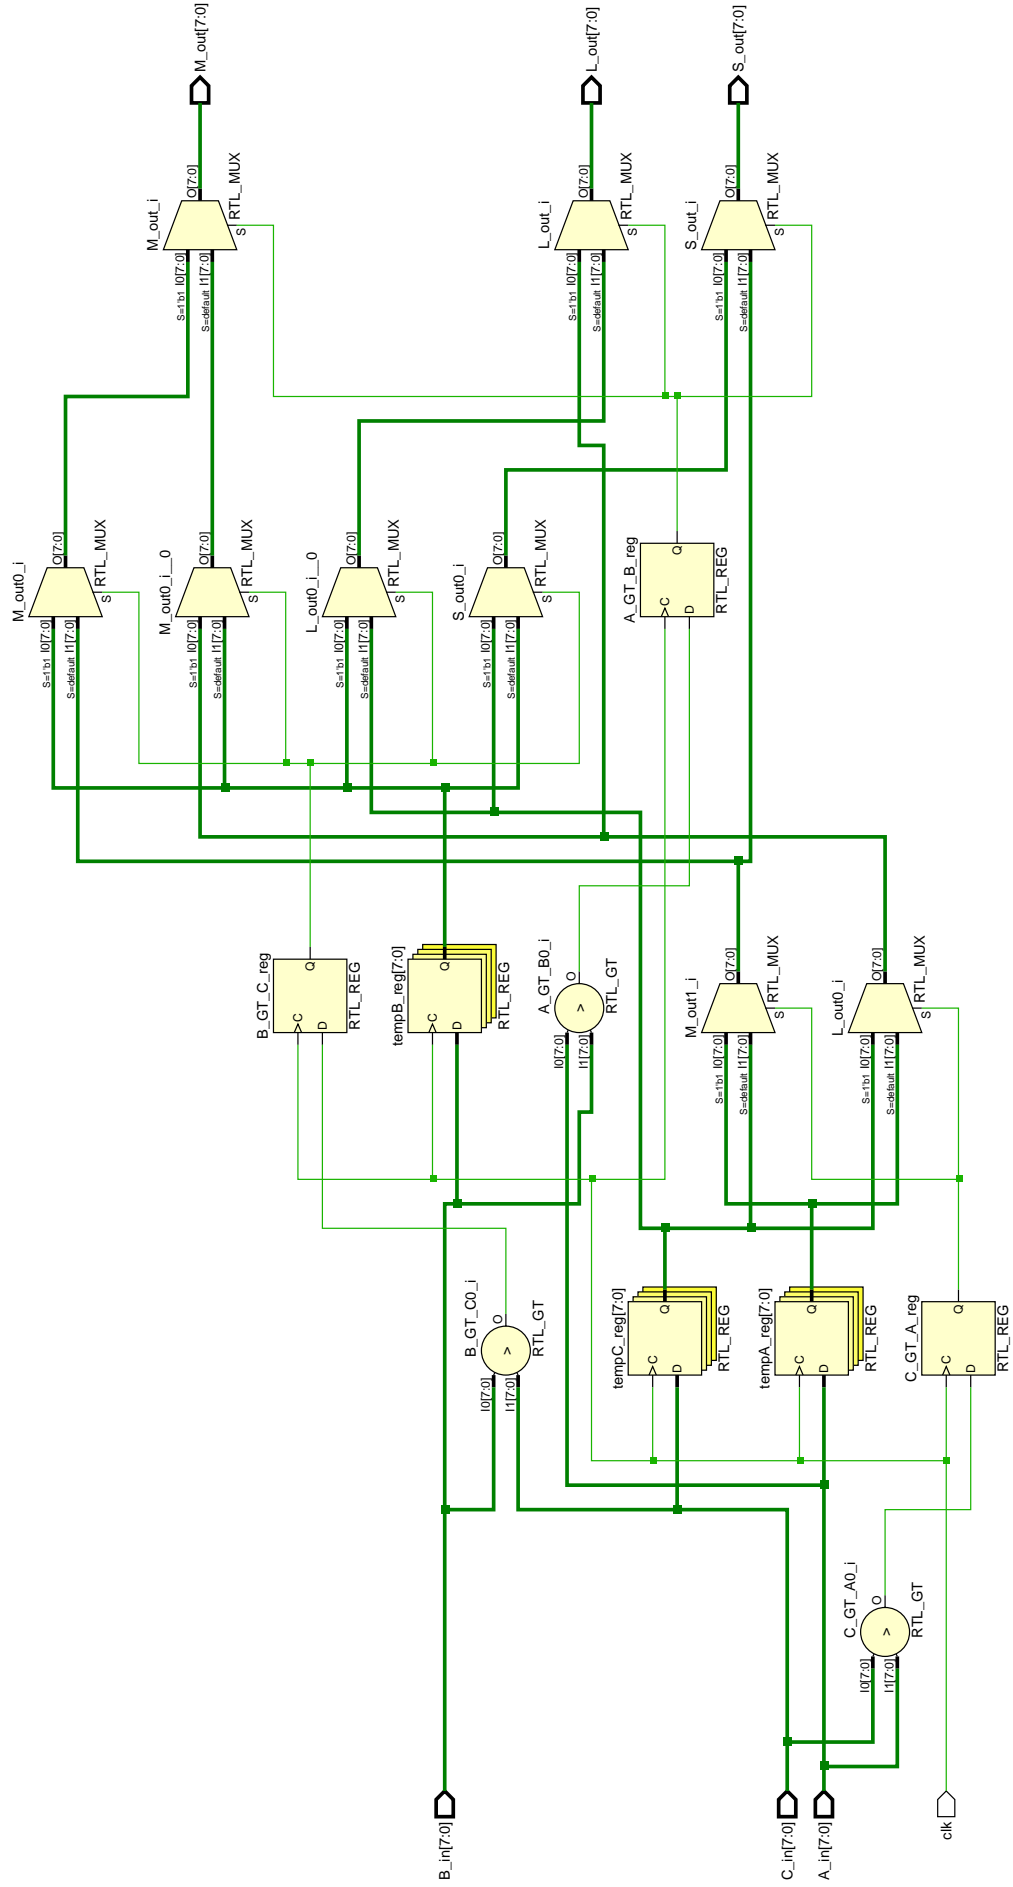 M_out[7:0]
L_out[7:0]
S_out[7:0]
M_out_i
O[7:0]
RTL_MUX
S
S=1'b1 I0[7:0]
S=default I1[7:0]
L_out_i
O[7:0]
RTL_MUX
S
S=1'b1 I0[7:0]
S=default I1[7:0]
S_out_i
O[7:0]
RTL_MUX
S
S=1'b1 I0[7:0]
S=default I1[7:0]
M_out0_i
O[7:0]
RTL_MUX
S
S=1'b1 I0[7:0]
S=default I1[7:0]
M_out0_i__0
O[7:0]
RTL_MUX
S
S=1'b1 I0[7:0]
S=default I1[7:0]
L_out0_i__0
O[7:0]
RTL_MUX
S
S=1'b1 I0[7:0]
S=default I1[7:0]
S_out0_i
O[7:0]
RTL_MUX
S
S=1'b1 I0[7:0]
S=default I1[7:0]
A_GT_B_reg
Q
C
D
RTL_REG
B_GT_C_reg
Q
C
D
RTL_REG
tempB_reg[7:0]
Q
C
D
RTL_REG
A_GT_B0_i
O
>
RTL_GT
I0[7:0]
I1[7:0]
M_out1_i
O[7:0]
RTL_MUX
S
S=1'b1 I0[7:0]
S=default I1[7:0]
L_out0_i
O[7:0]
RTL_MUX
S
S=1'b1 I0[7:0]
S=default I1[7:0]
B_GT_C0_i
O
>
RTL_GT
I0[7:0]
I1[7:0]
tempC_reg[7:0]
Q
C
D
RTL_REG
tempA_reg[7:0]
Q
C
D
RTL_REG
C_GT_A_reg
Q
C
D
RTL_REG
C_GT_A0_i
O
>
RTL_GT
I0[7:0]
I1[7:0]
B_in[7:0]
C_in[7:0]
A_in[7:0]
clk